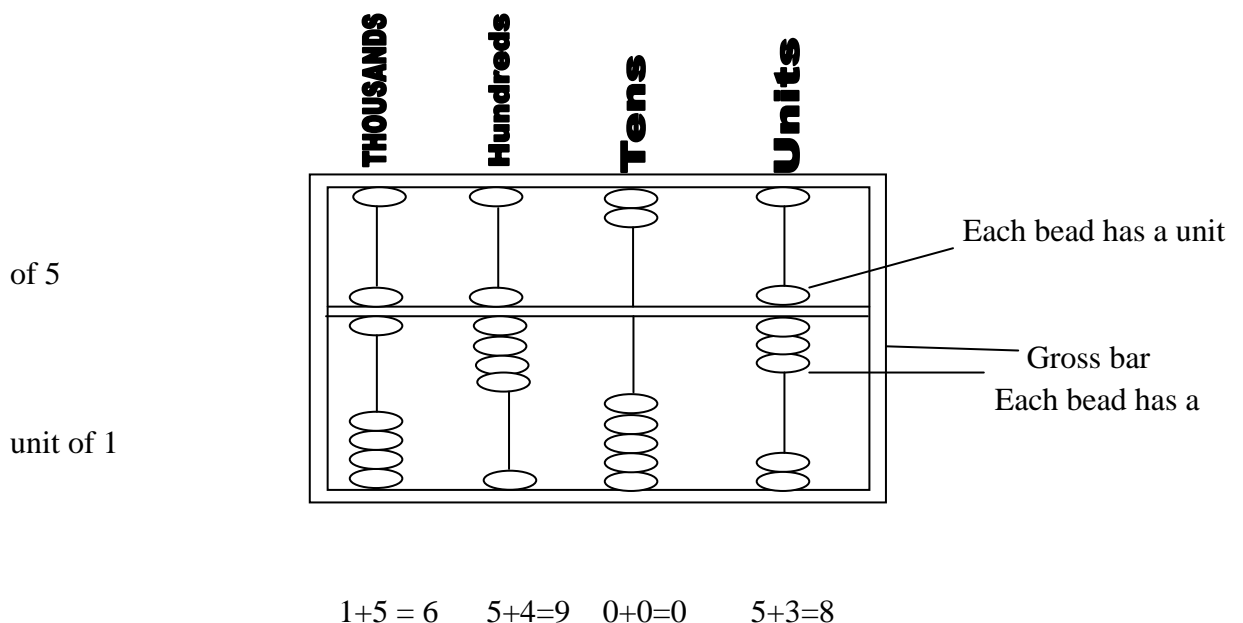 THOUSANDS
Hundreds
Tens
Units
Each bead has a unit
of 5
Gross bar
Each bead has a
unit of 1
1+5 = 6 5+4=9 0+0=0 5+3=8